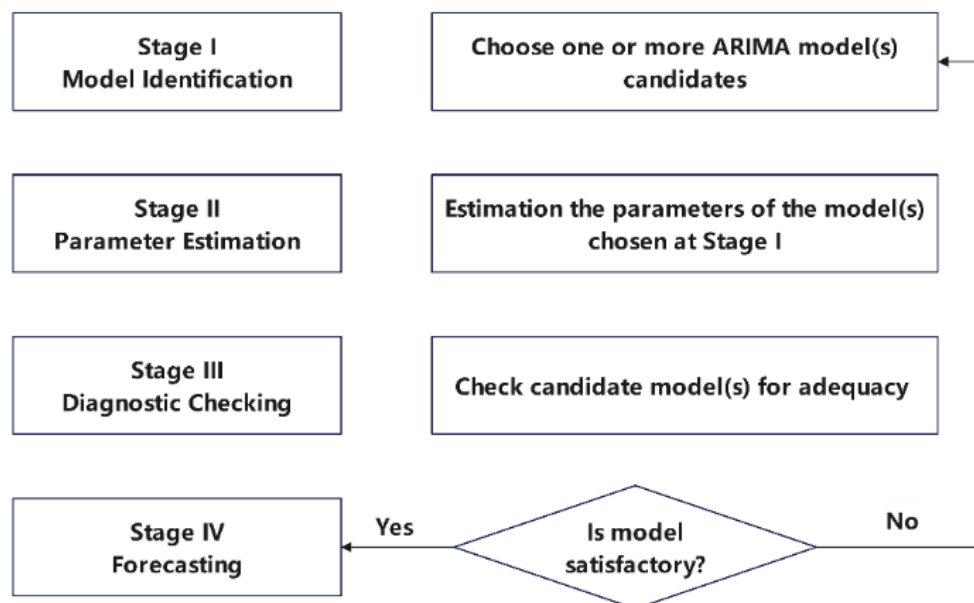 Stage I
Model Identification
Choose one or more ARIMA model(s)
candidates
Stage II
Parameter Estimation
Estimation the parameters of the model(s)
chosen at Stage I
Stage III
Diagnostic Checking
Check candidate model(s) for adequacy
Stage IV
Forecasting
Yes
Is model
satisfactory?
No